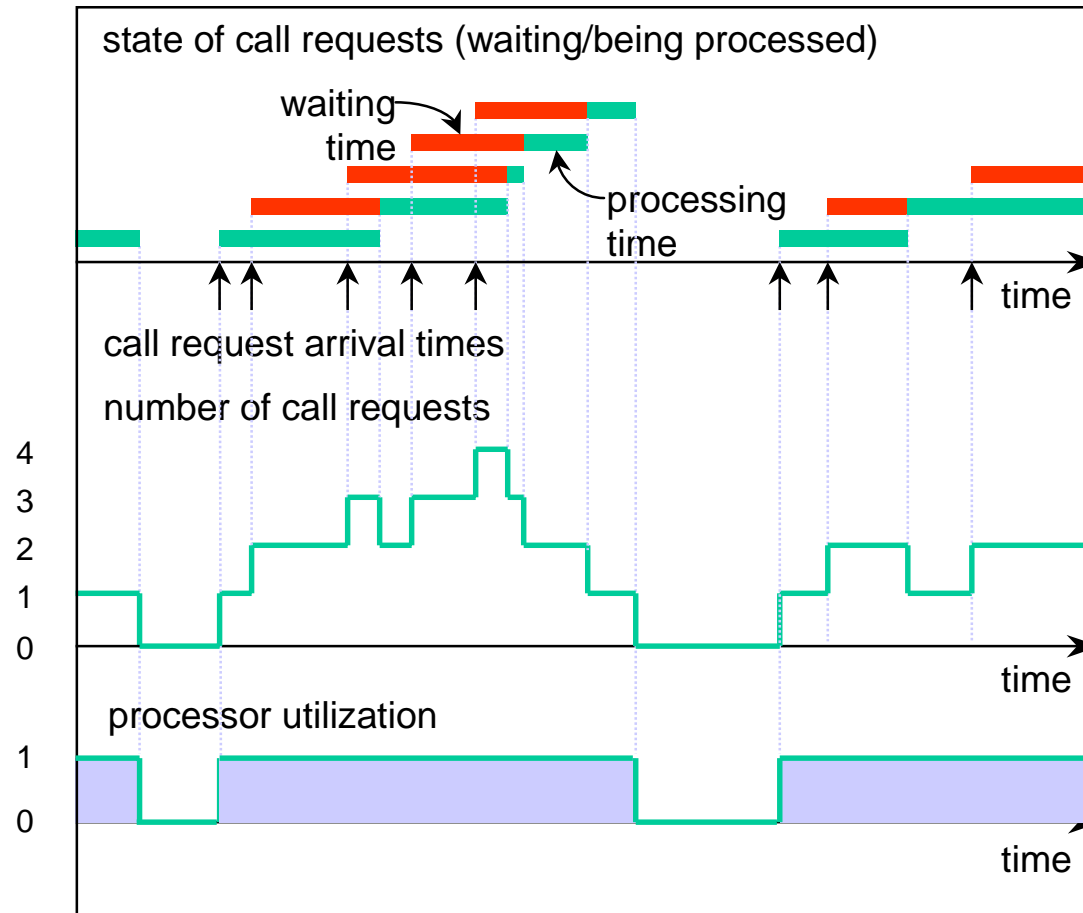 state of call requests (waiting/being processed)
waiting
time
processing
time
time
call request arrival times
number of call requests
4
3
2
1
0
time
processor utilization
1
0
time